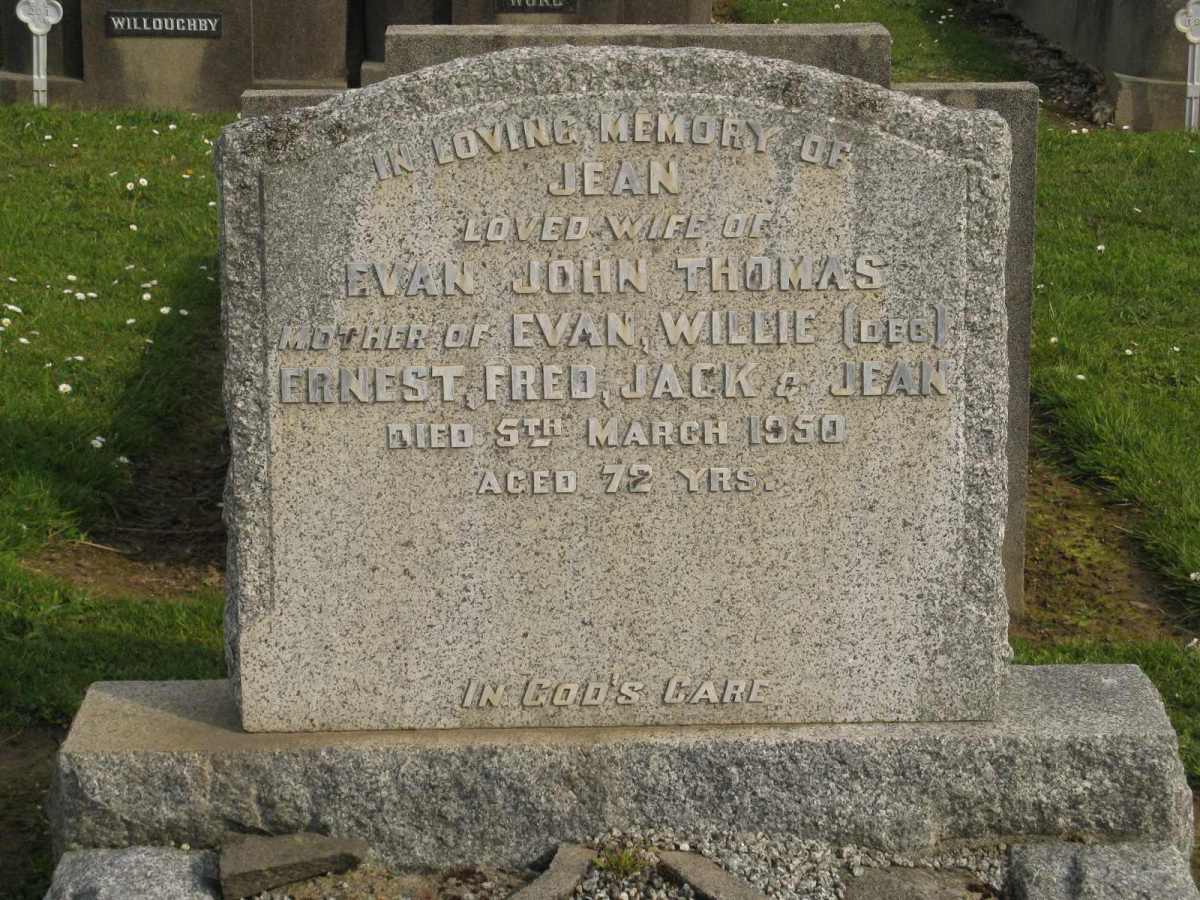 WILLOUGHBY
IN LOVING MEMORY OF
JEAN
LOVED WIFE OF
EVAN JOHN THOMAS
MOTHER OF EVAN, WILLIE (DEC)
ERNEST, FRED, JACK & JEAN
DIED 5TH MARCH 1950
AGED 72 YRS.
IN GOD'S CARE